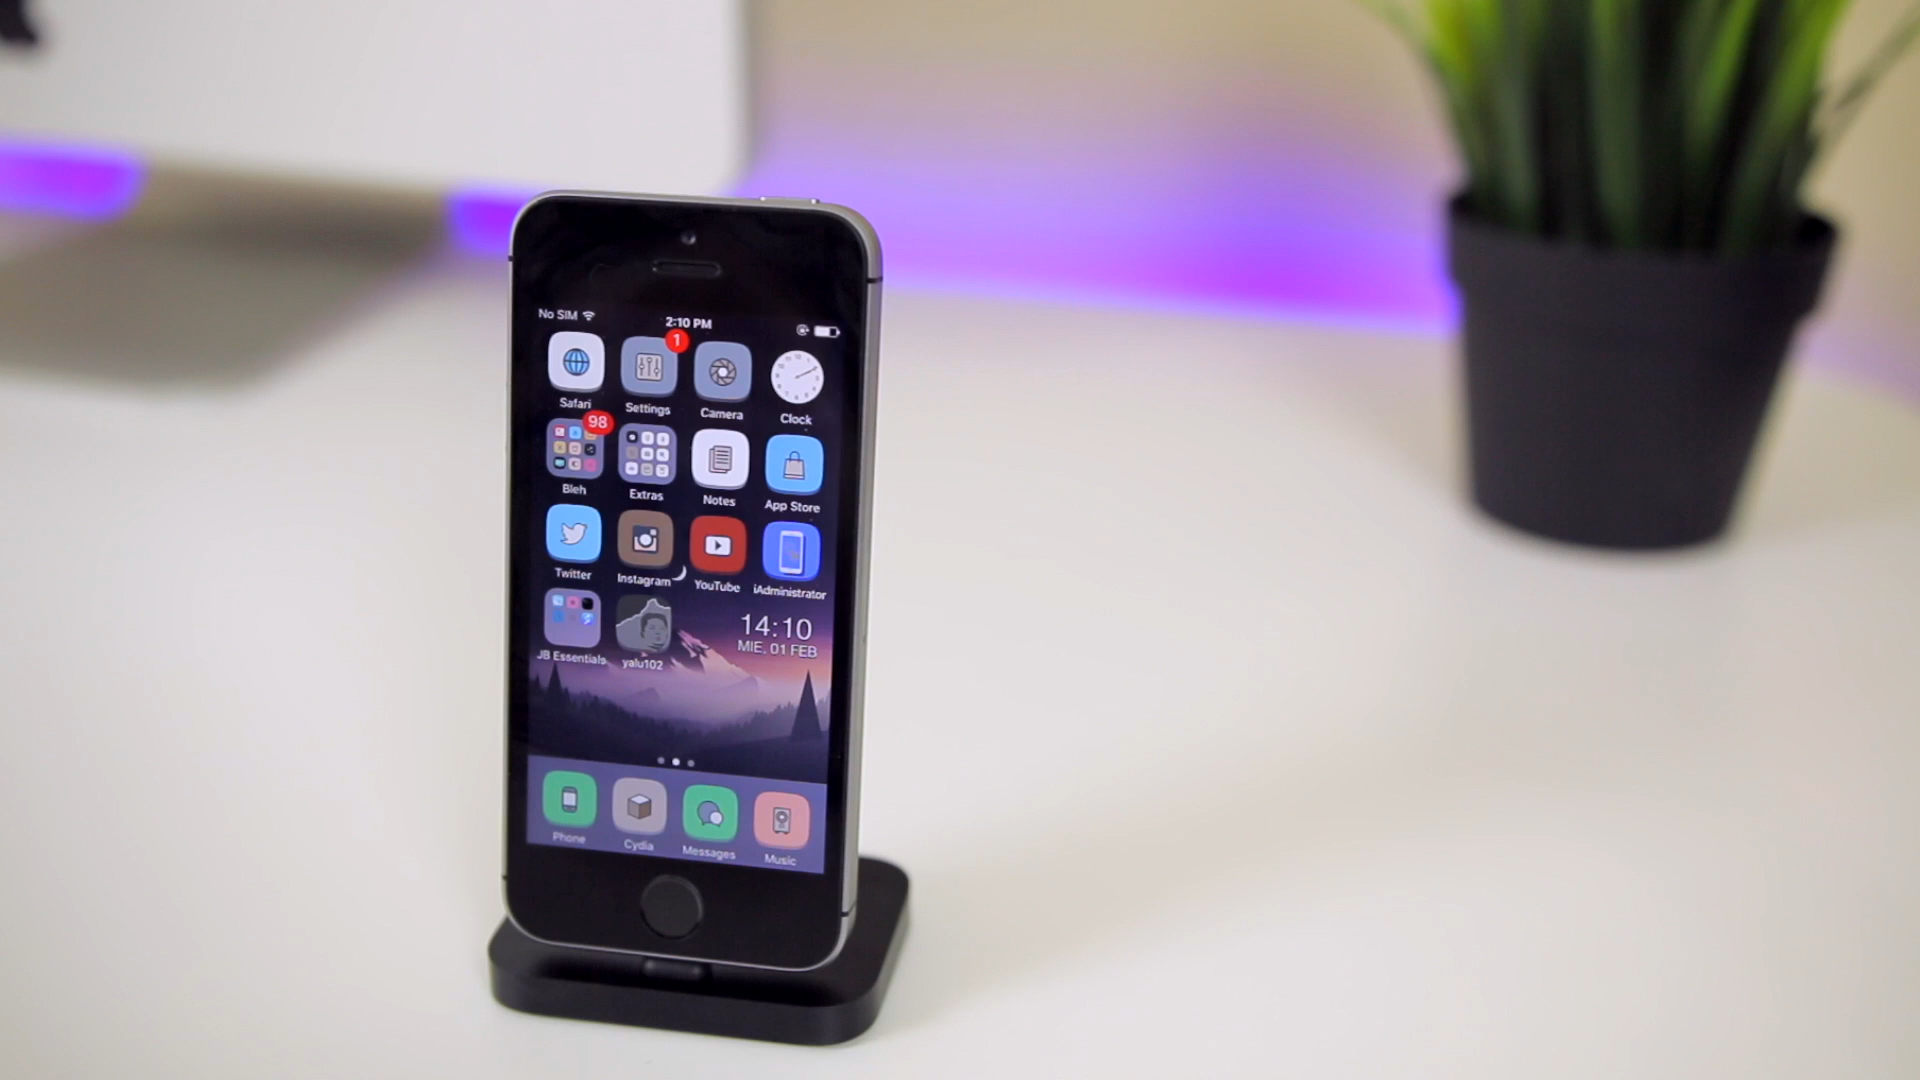 No SIM 2:10 PM
1
Safari Settings Camera Clock
98
Bleh Extras Notes App Store
Twitter Instagram YouTube iAdministrator
14:10
MIE, 01 FEB
JB Essentials yalu102
Phone Cydia Messages Music